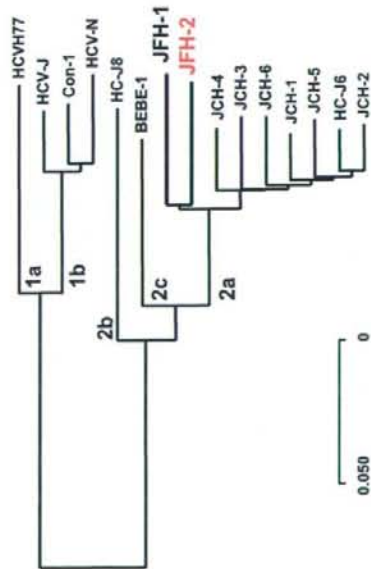 HCVH77
HCV-J
Con-1
HCV-N
HC-J8
BEBE-1
JFH-1
JFH-2
JCH-4
JCH-3
JCH-6
JCH-1
JCH-5
HC-J6
JCH-2
1a
1b
2b
2c
2a
0.050
0